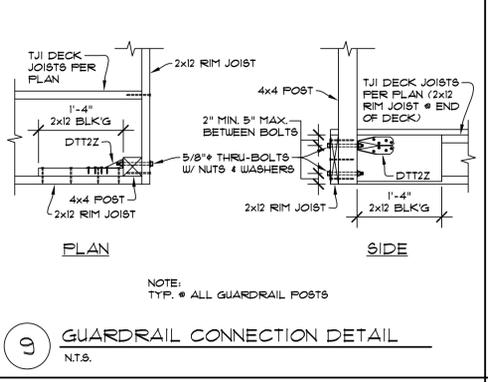 TJI DECK
JOISTS PER
PLAN
2x12 RIM JOIST
1'-4"
2x12 BLK'G
DTT2Z
4x4 POST
2x12 RIM JOIST
PLAN
4x4 POST
TJI DECK JOISTS
PER PLAN (2x12
RIM JOIST @ END
OF DECK)
2" MIN. 5" MAX.
BETWEEN BOLTS
5/8"⌀ THRU-BOLTS
W/ NUTS & WASHERS
DTT2Z
2x12 RIM JOIST
1'-4"
2x12 BLK'G
SIDE
NOTE:
TYP. @ ALL GUARDRAIL POSTS
9 GUARDRAIL CONNECTION DETAIL
N.T.S.